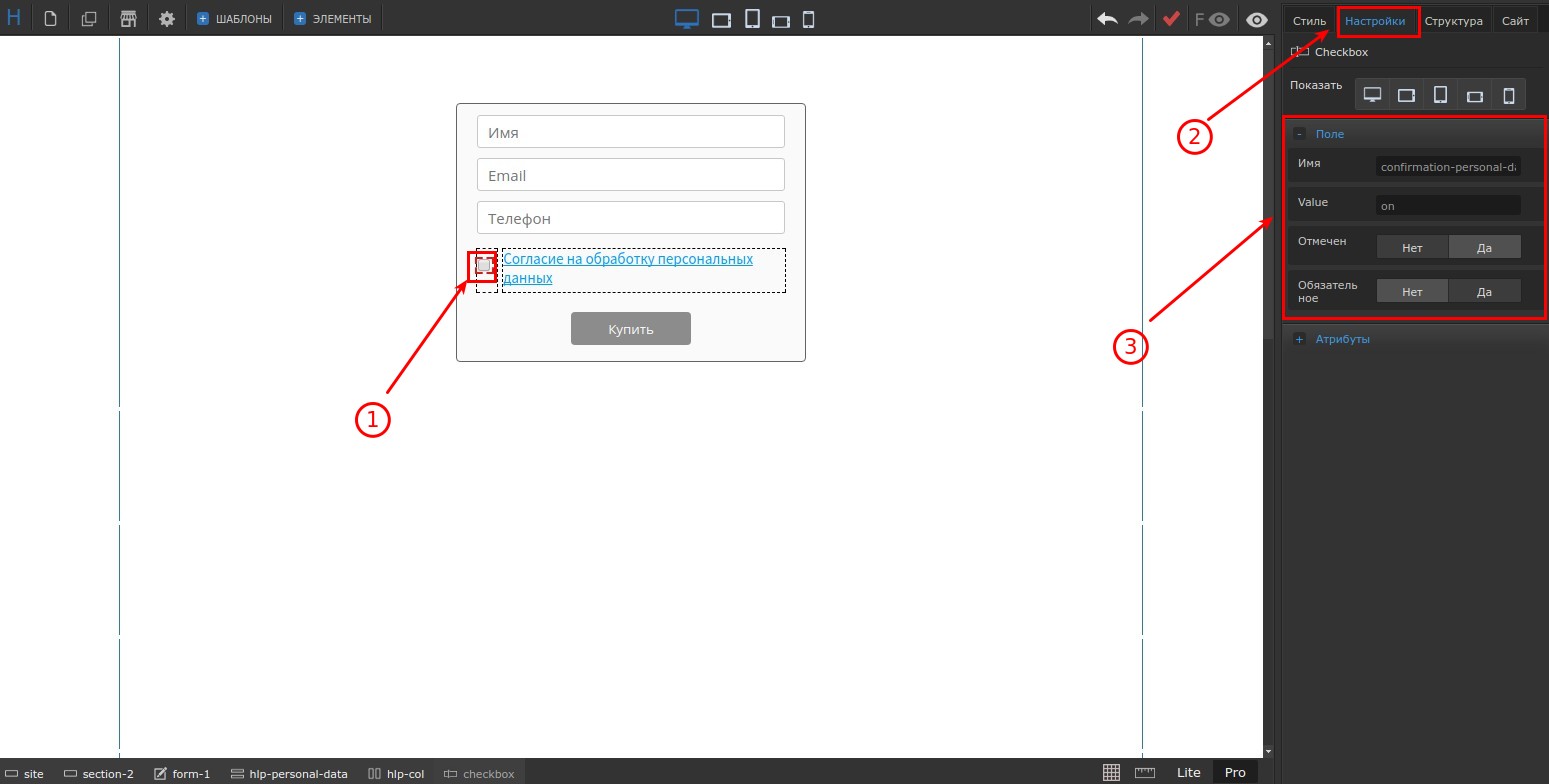 H
ШАБЛОНЫ
ЭЛЕМЕНТЫ
F
Стиль
Настройки
Структура
Сайт
Checkbox
Показать
- Поле
Имя
confirmation-personal-da
Value
on
Отмечен
Нет
Да
Обязатель
ное
Нет
Да
+ Атрибуты
Имя
Email
Телефон
Согласие на обработку персональных
данных
Купить
1
2
3
site
section-2
form-1
hlp-personal-data
hlp-col
checkbox
Lite
Pro